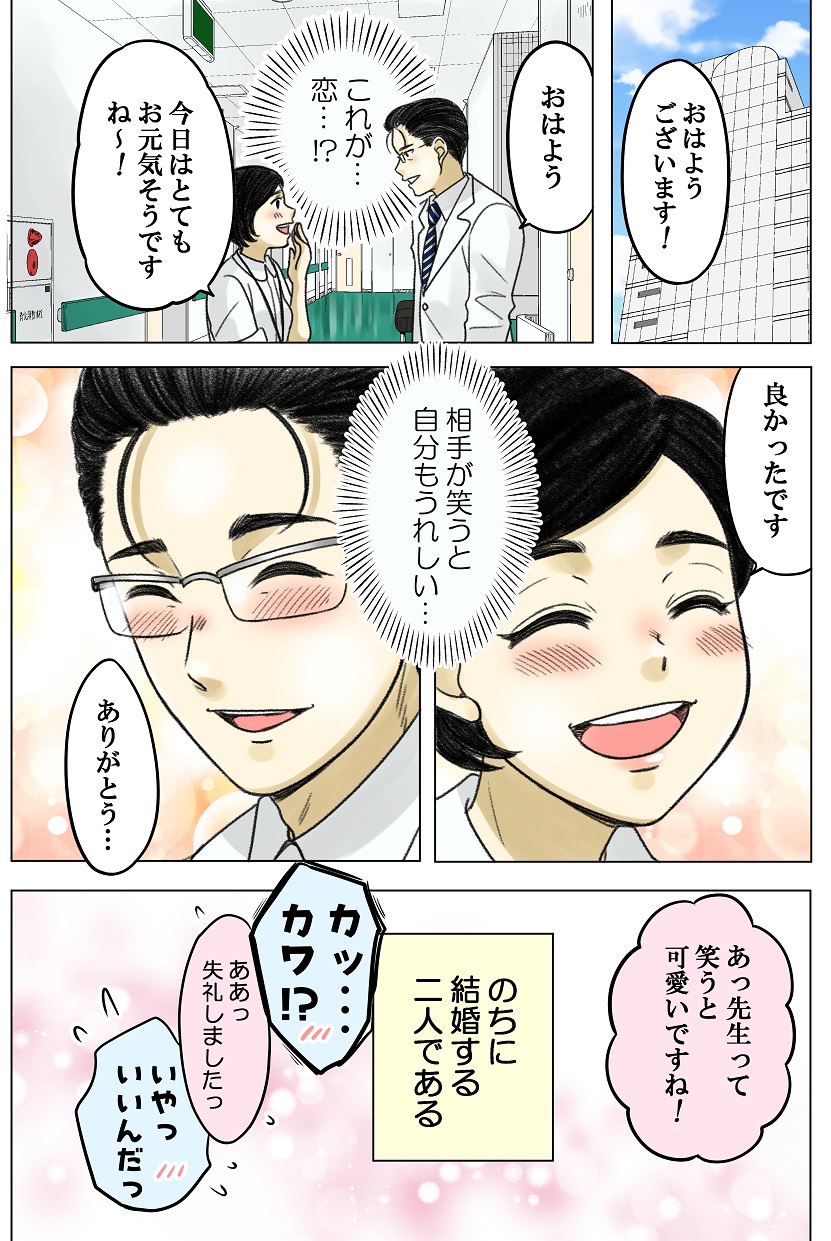 おはよう
ございます!
おはよう
これが…
恋…!?
今日はとても
お元気そうです
ね～!
良かったです
相手が笑うと
自分もうれしい…
ありがとう…
あっ先生って
笑うと
可愛いですね!
のちに
結婚する
二人である
カッ…
カワ!?
ああっ
失礼しましたっ
いやっ
いいんだっ